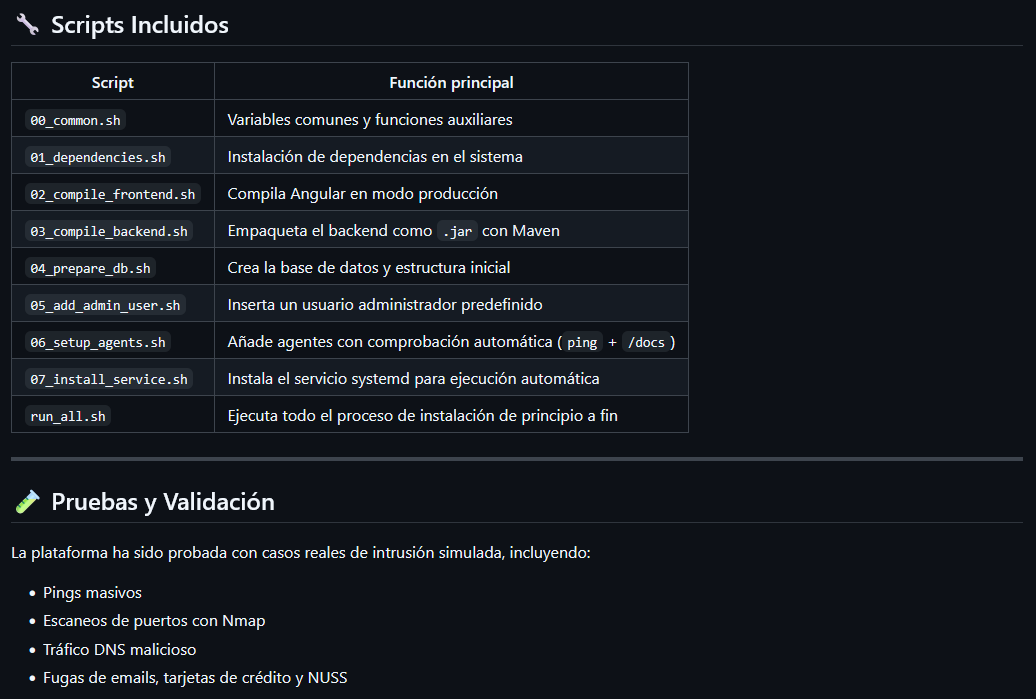 Scripts Incluidos
Script Función principal
00_common.sh Variables comunes y funciones auxiliares
01_dependencies.sh Instalación de dependencias en el sistema
02_compile_frontend.sh Compila Angular en modo producción
03_compile_backend.sh Empaqueta el backend como .jar con Maven
04_prepare_db.sh Crea la base de datos y estructura inicial
05_add_admin_user.sh Inserta un usuario administrador predefinido
06_setup_agents.sh Añade agentes con comprobación automática ( ping + /docs )
07_install_service.sh Instala el servicio systemd para ejecución automática
run_all.sh Ejecuta todo el proceso de instalación de principio a fin
Pruebas y Validación
La plataforma ha sido probada con casos reales de intrusión simulada, incluyendo:
• Pings masivos
• Escaneos de puertos con Nmap
• Tráfico DNS malicioso
• Fugas de emails, tarjetas de crédito y NUSS